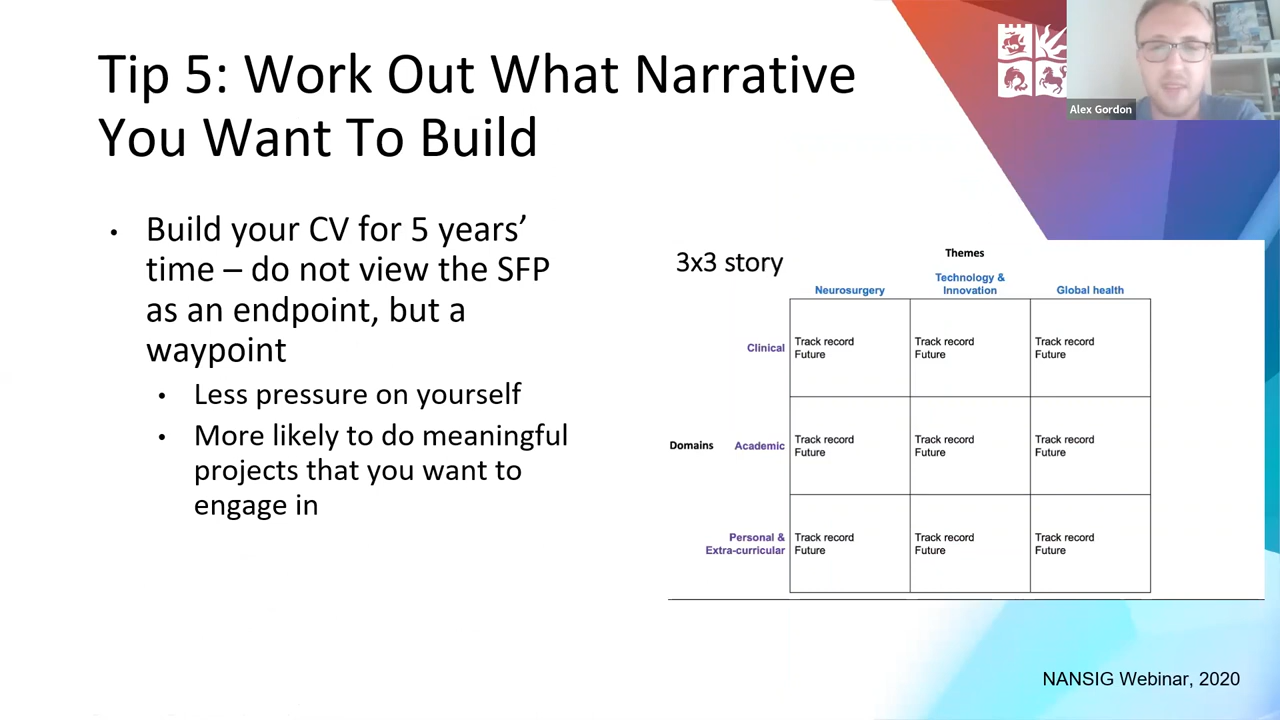 Tip 5: Work Out What Narrative
You Want To Build
Alex Gordon
• Build your CV for 5 years’
time – do not view the SFP
as an endpoint, but a
waypoint
• Less pressure on yourself
• More likely to do meaningful
projects that you want to
engage in
3x3 story
Themes
Neurosurgery
Technology &
Innovation
Global health
Domains
Clinical
Track record
Future
Track record
Future
Track record
Future
Academic
Track record
Future
Track record
Future
Track record
Future
Personal &
Extra-curricular
Track record
Future
Track record
Future
Track record
Future
NANSIG Webinar, 2020